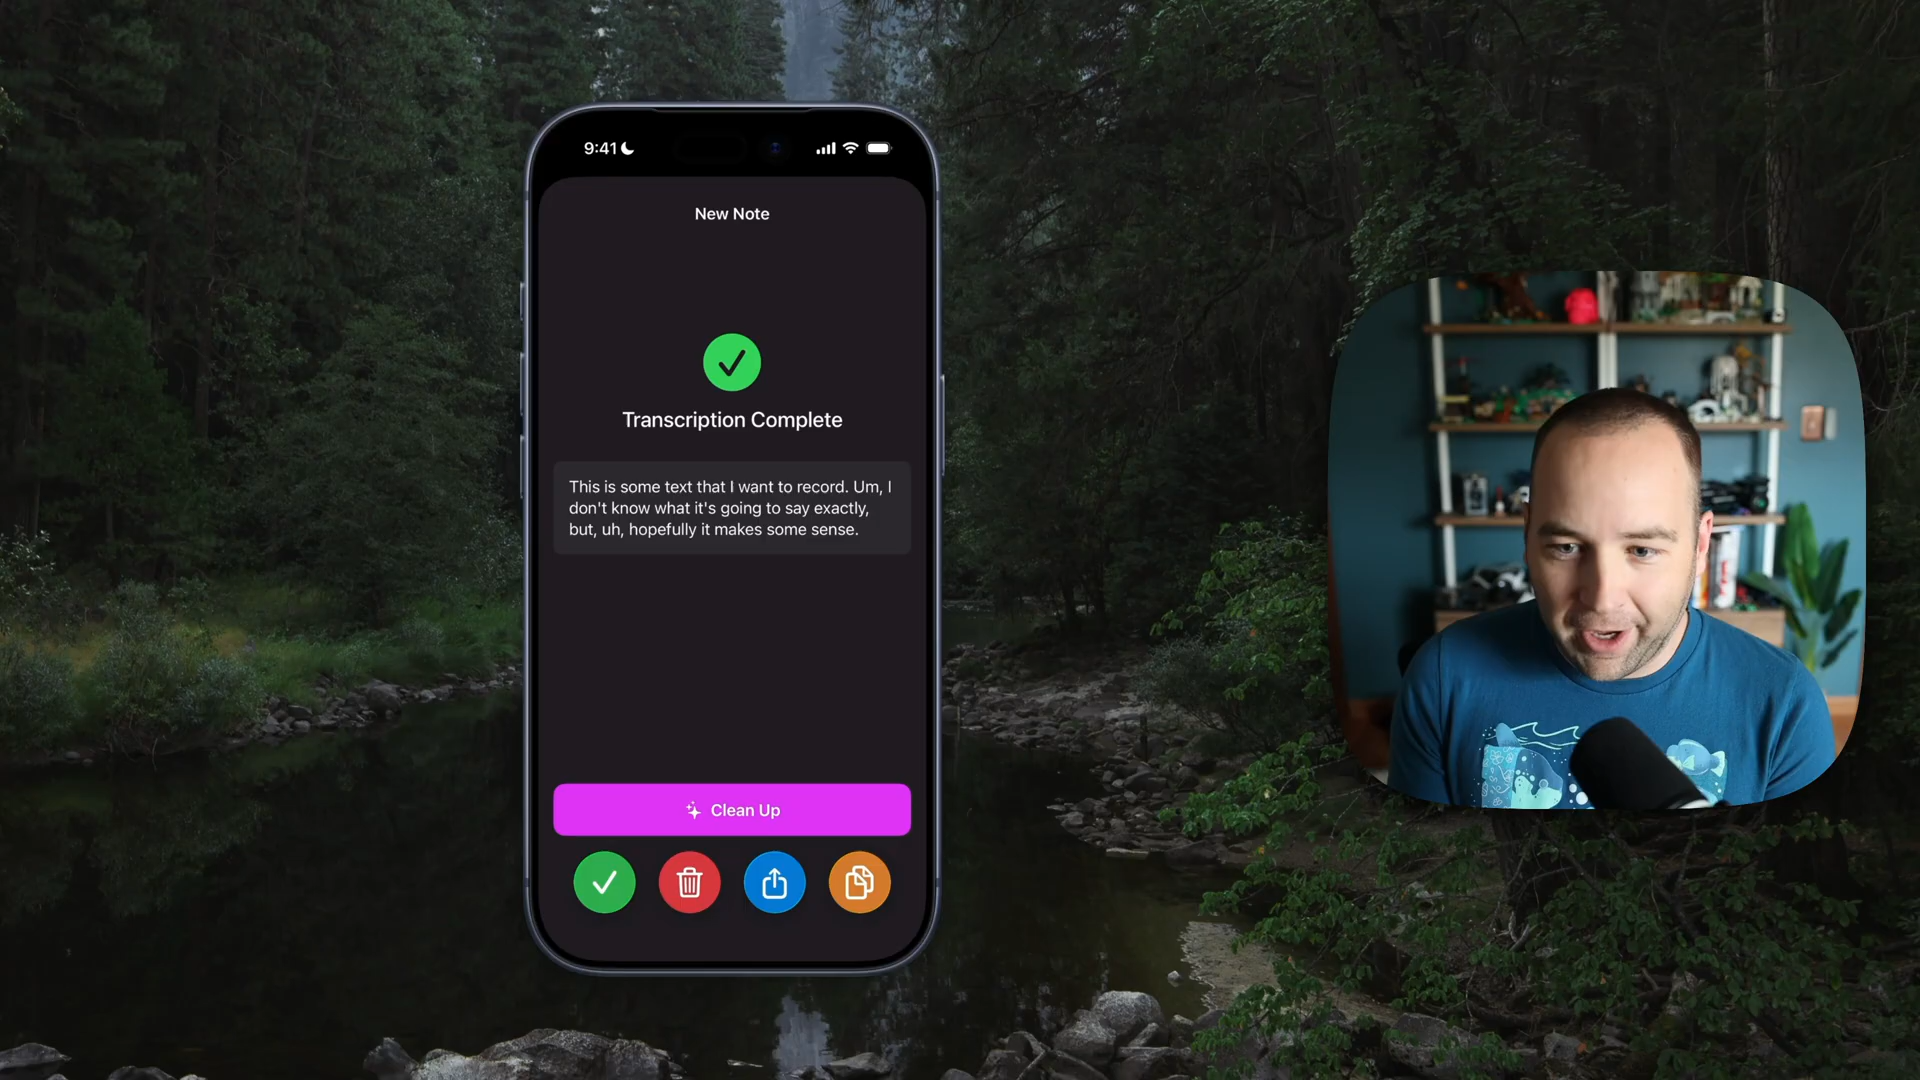 9:41
New Note
Transcription Complete
This is some text that I want to record. Um, I
don't know what it's going to say exactly,
but, uh, hopefully it makes some sense.
Clean Up